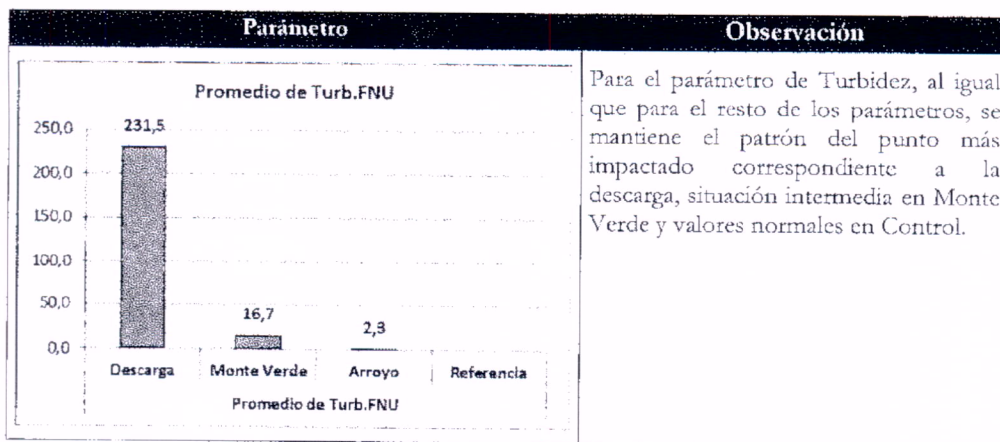 Parámetro
Observación
Promedio de Turb.FNU
250,0
200,0
150,0
100,0
50,0
0,0
231,5
16,7
2,3
Descarga
Monte Verde
Arroyo
Referencia
Promedio de Turb.FNU
Para el parámetro de Turbidez, al igual
que para el resto de los parámetros, se
mantiene el patrón del punto más
impactado correspondiente a la
descarga, situación intermedia en Monte
Verde y valores normales en Control.